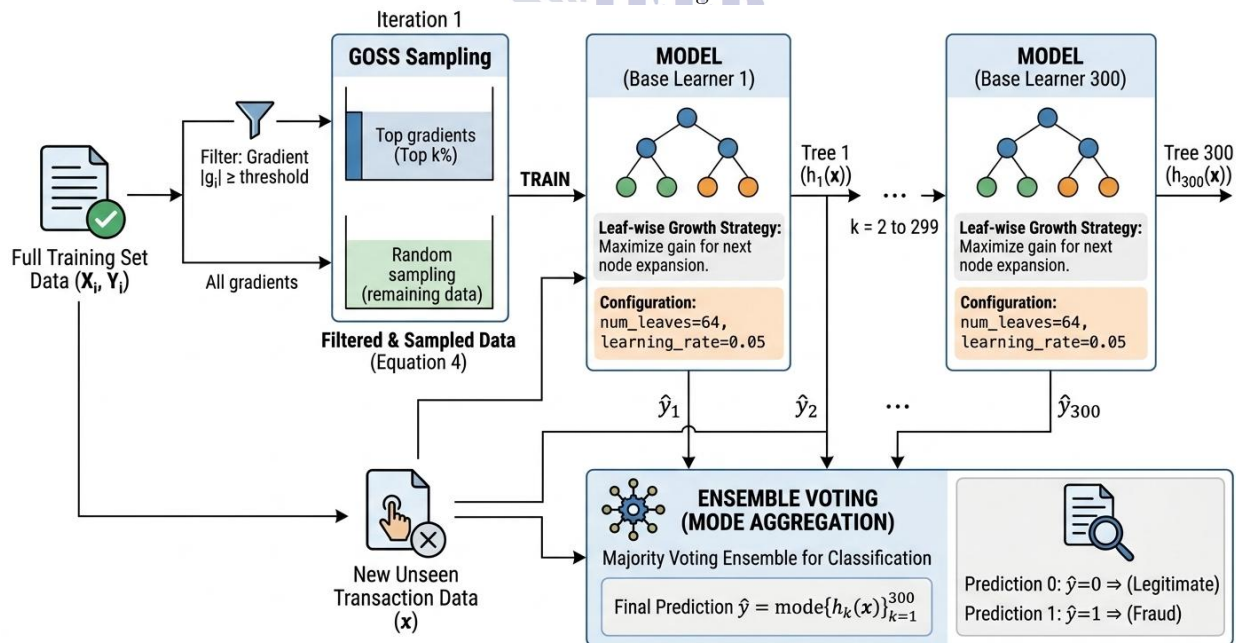 Iteration 1
GOSS Sampling
Top gradients
(Top k%)
Random
sampling
(remaining data)
Filtered & Sampled Data
(Equation 4)
Filter: Gradient
|gᵢ| ≥ threshold
All gradients
Full Training Set
Data (Xᵢ, Yᵢ)
TRAIN
MODEL
(Base Learner 1)
Leaf-wise Growth Strategy:
Maximize gain for next
node expansion.
Configuration:
num_leaves=64,
learning_rate=0.05
Tree 1
(h₁(x))
...
k = 2 to 299
MODEL
(Base Learner 300)
Leaf-wise Growth Strategy:
Maximize gain for next
node expansion.
Configuration:
num_leaves=64,
learning_rate=0.05
Tree 300
(h₃₀₀(x))
ŷ₁
ŷ₂
...
ŷ₃₀₀
New Unseen
Transaction Data
(x)
ENSEMBLE VOTING
(MODE AGGREGATION)
Majority Voting Ensemble for Classification
Final Prediction ŷ = mode{hₖ(x)}³⁰⁰ₖ₌₁
Prediction 0: ŷ=0 ⇒ (Legitimate)
Prediction 1: ŷ=1 ⇒ (Fraud)